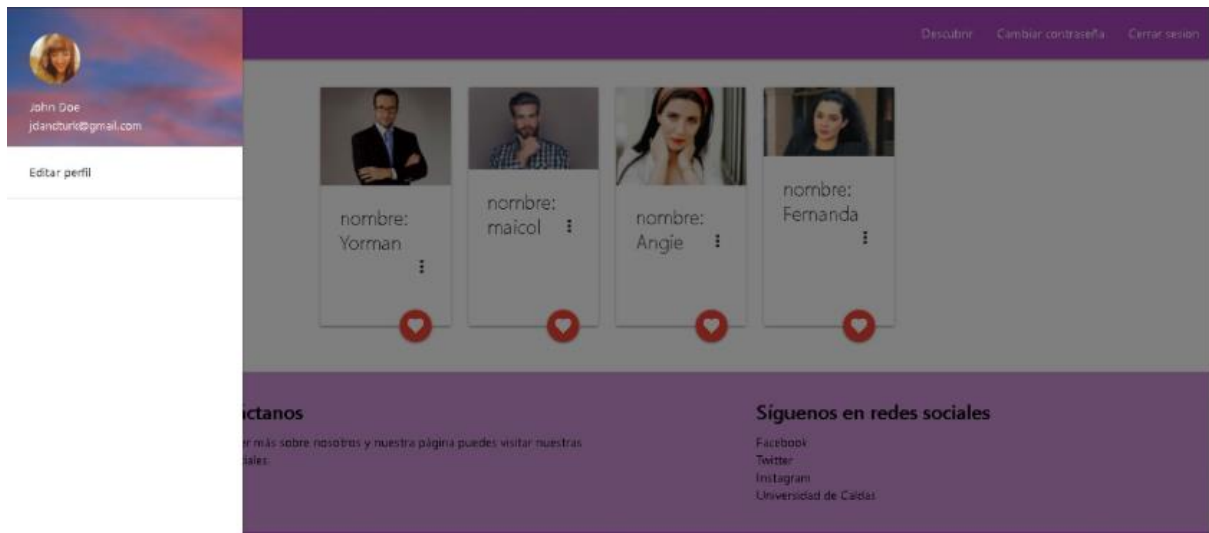 Descubrir Cambiar contraseña Cerrar sesion
John Doe
jdandturk@gmail.com
Editar perfil
nombre:
Yorman
nombre:
maicol
nombre:
Angie
nombre:
Fernanda
áctanos
er más sobre nosotros y nuestra página puedes visitar nuestras
iales.
Síguenos en redes sociales
Facebook
Twitter
Instagram
Universidad de Caldas